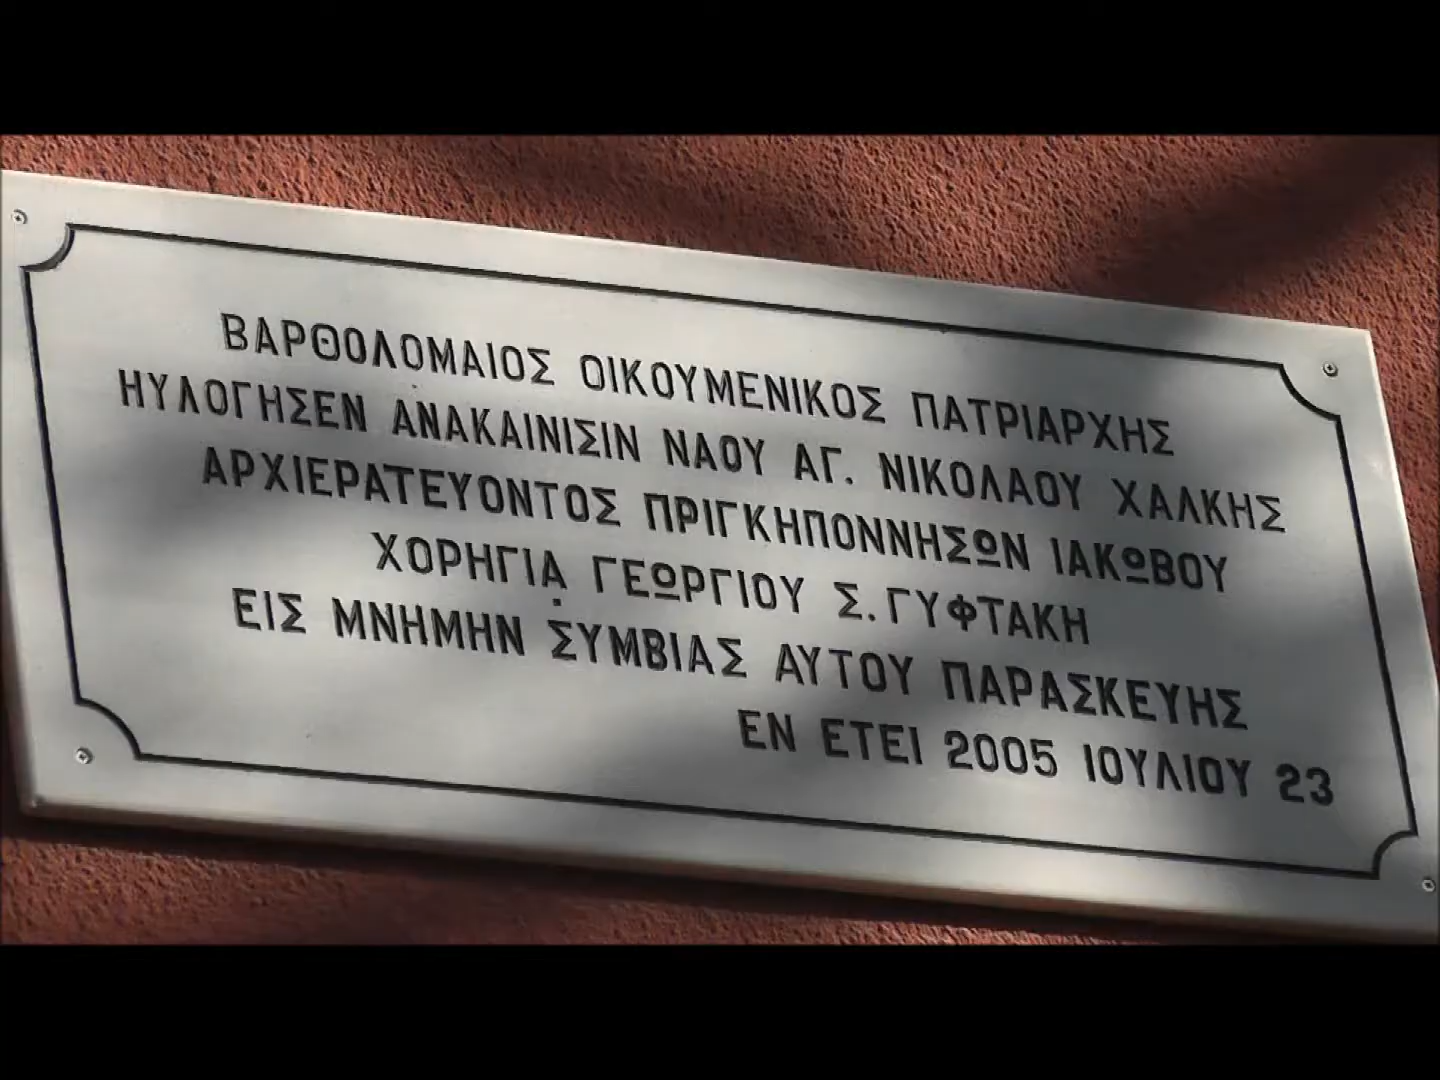 ΒΑΡΘΟΛΟΜΑΙΟΣ ΟΙΚΟΥΜΕΝΙΚΟΣ ΠΑΤΡΙΑΡΧΗΣ
ΗΥΛΟΓΗΣΕΝ ΑΝΑΚΑΙΝΙΣΙΝ ΝΑΟΥ ΑΓ. ΝΙΚΟΛΑΟΥ ΧΑΛΚΗΣ
ΑΡΧΙΕΡΑΤΕΥΟΝΤΟΣ ΠΡΙΓΚΗΠΟΝΝΗΣΩΝ ΙΑΚΩΒΟΥ
ΧΟΡΗΓΙΑ ΓΕΩΡΓΙΟΥ Σ. ΓΥΦΤΑΚΗ
ΕΙΣ ΜΝΗΜΗΝ ΣΥΜΒΙΑΣ ΑΥΤΟΥ ΠΑΡΑΣΚΕΥΗΣ
ΕΝ ΕΤΕΙ 2005 ΙΟΥΛΙΟΥ 23